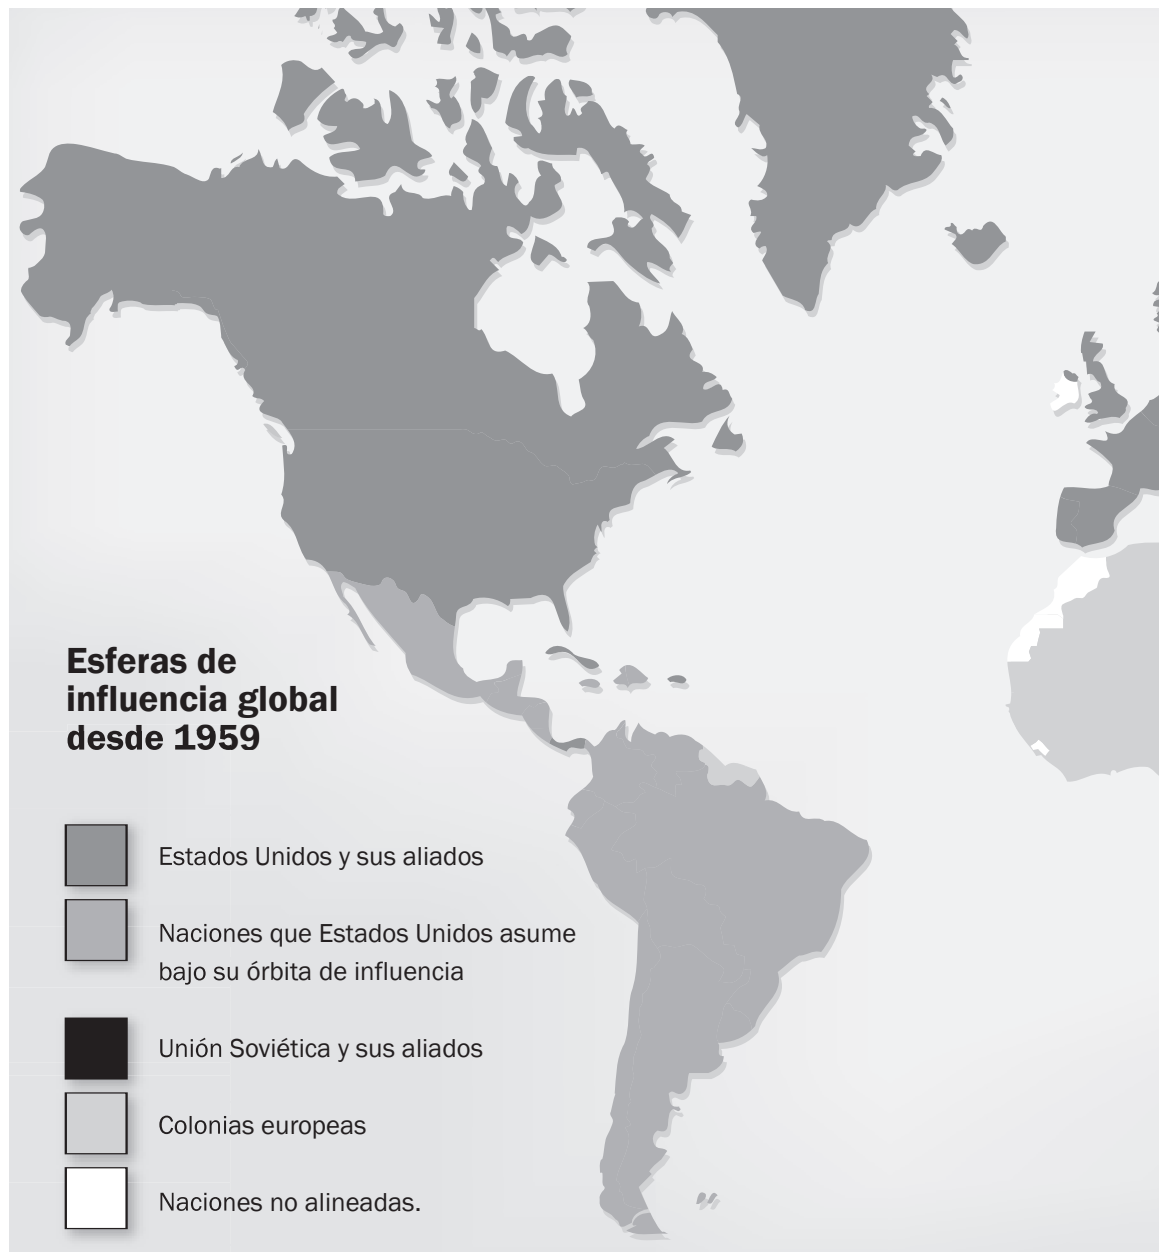 Esferas de
influencia global
desde 1959
Estados Unidos y sus aliados
Naciones que Estados Unidos asume
bajo su órbita de influencia
Unión Soviética y sus aliados
Colonias europeas
Naciones no alineadas.